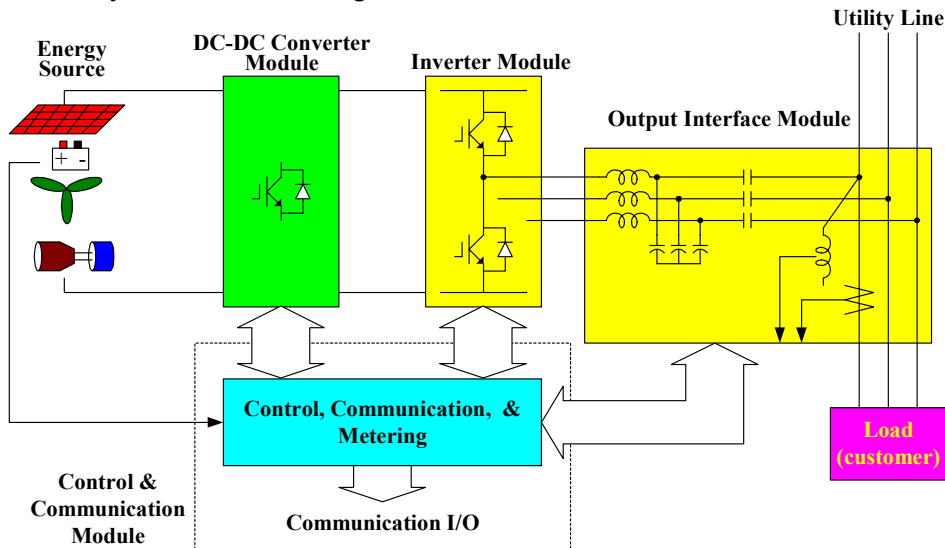 Utility Line
DC-DC Converter
Module
Energy
Source
Inverter Module
Output Interface Module
+ -
Control, Communication, &
Metering
Load
(customer)
Control &
Communication
Module
Communication I/O